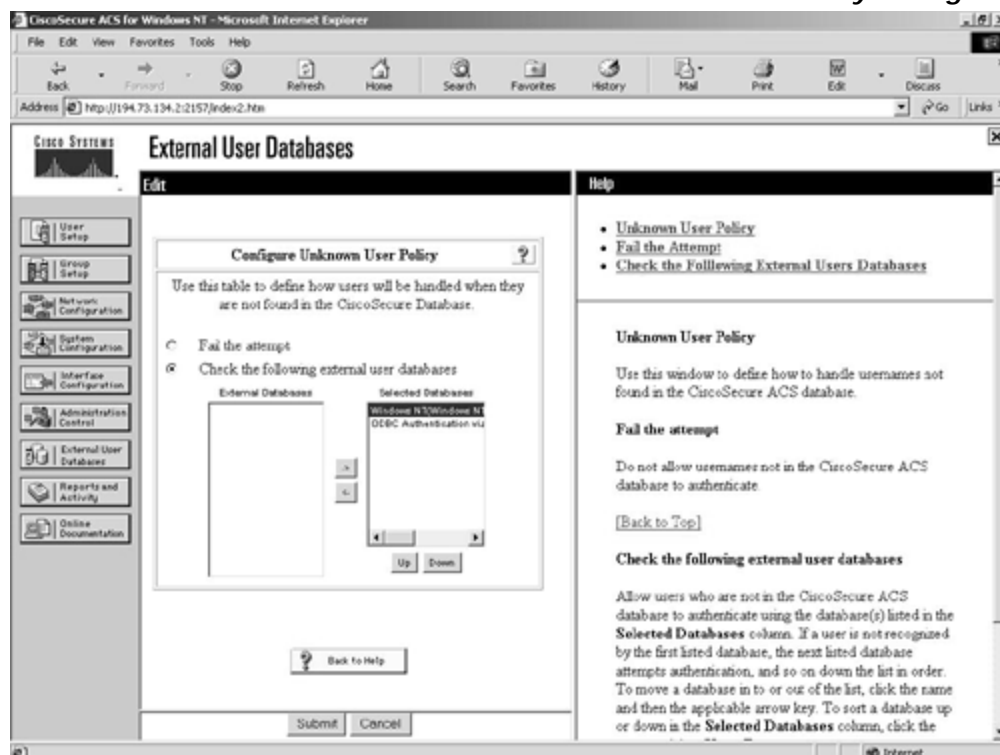 CiscoSecure ACS for Windows NT - Microsoft Internet Explorer
File Edit View Favorites Tools Help
Back Forward Stop Refresh Home Search Favorites History Mail Print Edit Discuss
Address http://194.73.134.2:2157/index2.htm Go Links
CISCO SYSTEMS
External User Databases
Edit
User Setup
Group Setup
Network Configuration
System Configuration
Interface Configuration
Administration Control
External User Databases
Reports and Activity
Online Documentation
Configure Unknown User Policy ?
Use this table to define how users will be handled when they
are not found in the CiscoSecure Database.
Fail the attempt
Check the following external user databases
External Databases Selected Databases
Windows NT(Windows NT
ODBC Authentication via
->
<-
Up Down
? Back to Help
Submit Cancel
Help
Unknown User Policy
Fail the Attempt
Check the Folllewing External Users Databases
Unknown User Policy
Use this window to define how to handle usernames not
found in the CiscoSecure ACS database.
Fail the attempt
Do not allow usernames not in the CiscoSecure ACS
database to authenticate.
[Back to Top]
Check the following external user databases
Allow users who are not in the CiscoSecure ACS
database to authenticate using the database(s) listed in the
Selected Databases column. If a user is not recognized
by the first listed database, the next listed database
attempts authentication, and so on down the list in order.
To move a database in to or out of the list, click the name
and then the applicable arrow key. To sort a database up
or down in the Selected Databases column, click the
Internet